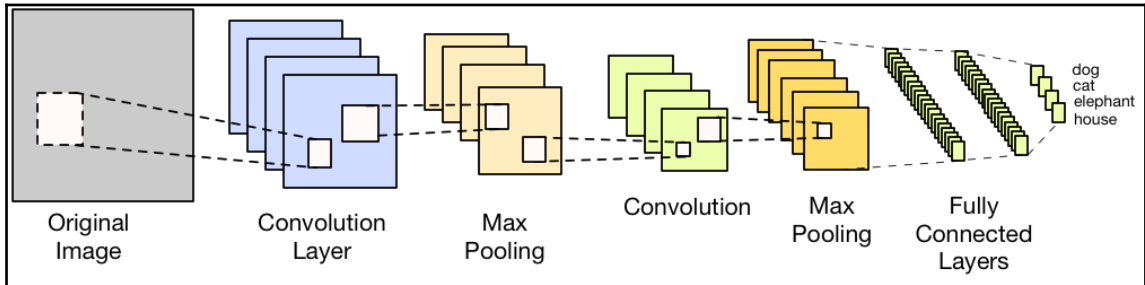 dog
cat
elephant
house
Original
Image
Convolution
Layer
Max
Pooling
Convolution
Max
Pooling
Fully
Connected
Layers